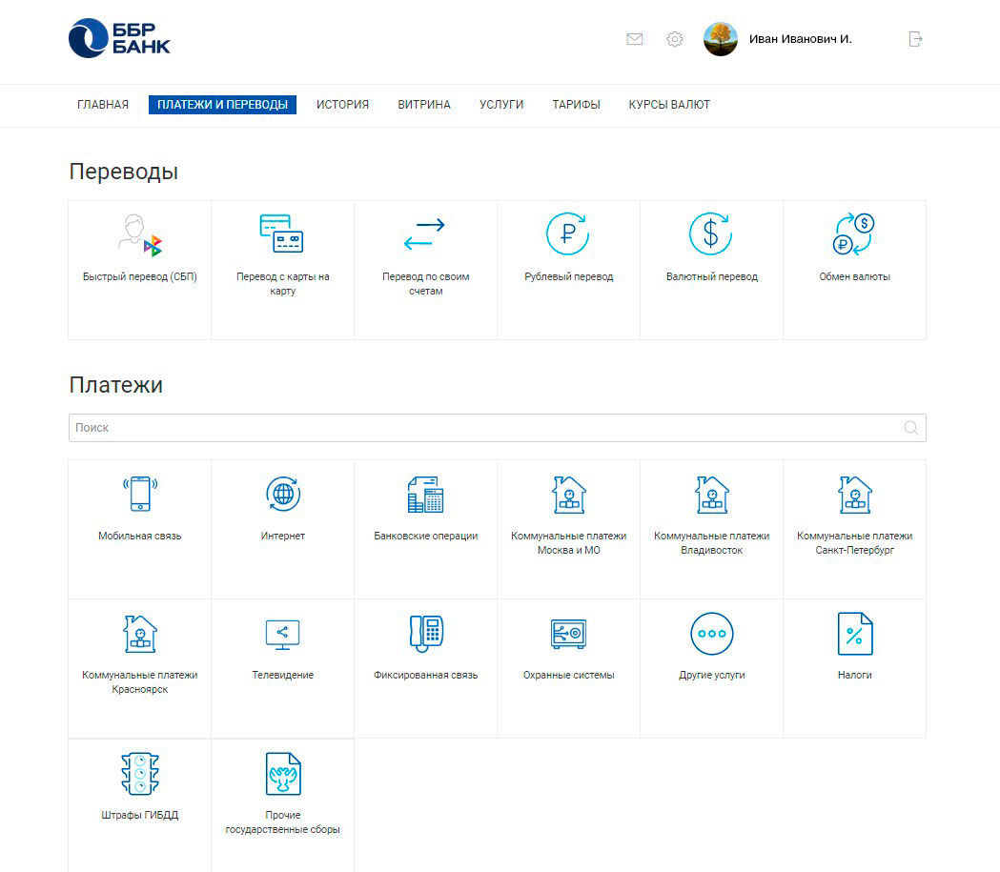 ББР
БАНК
Иван Иванович И.
ГЛАВНАЯ ПЛАТЕЖИ И ПЕРЕВОДЫ ИСТОРИЯ ВИТРИНА УСЛУГИ ТАРИФЫ КУРСЫ ВАЛЮТ
Переводы
Быстрый перевод (СБП)
Перевод с карты на
карту
Перевод по своим
счетам
Рублевый перевод
Валютный перевод
Обмен валюты
Платежи
Поиск
Мобильная связь
Интернет
Банковские операции
Коммунальные платежи
Москва и МО
Коммунальные платежи
Владивосток
Коммунальные платежи
Санкт-Петербург
Коммунальные платежи
Красноярск
Телевидение
Фиксированная связь
Охранные системы
Другие услуги
Налоги
Штрафы ГИБДД
Прочие
государственные сборы